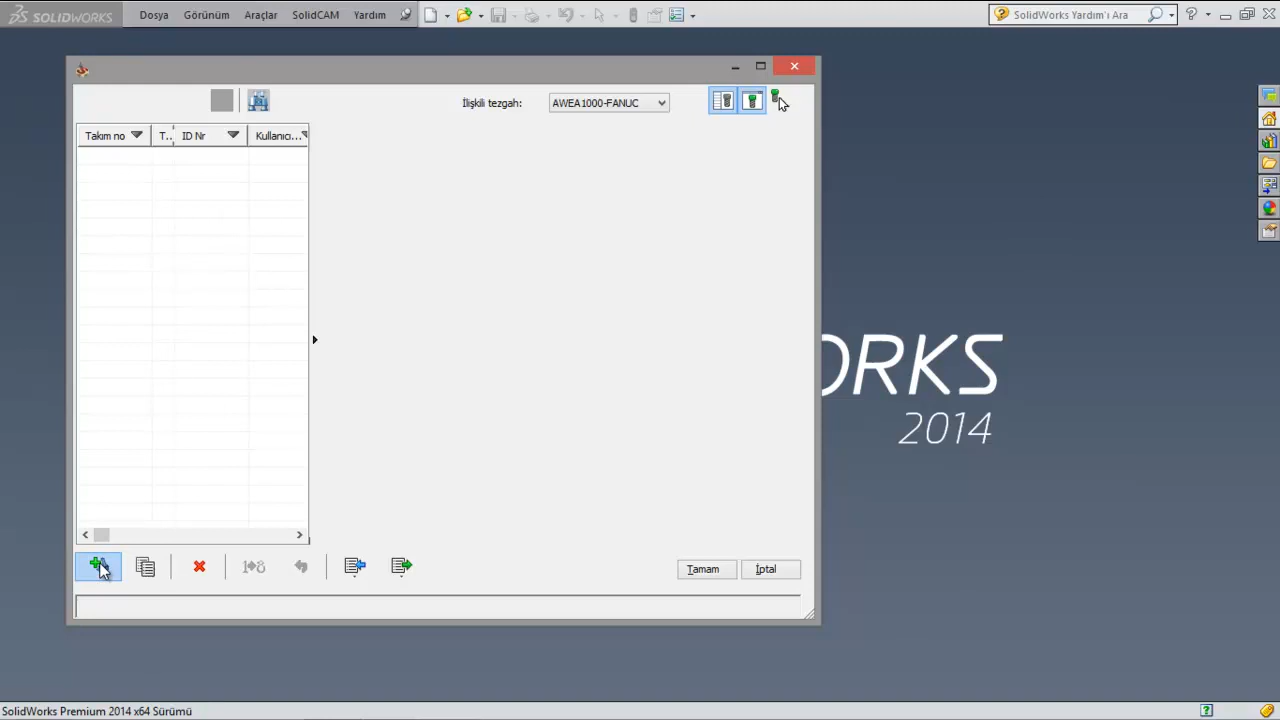 SOLIDWORKS
Dosya Görünüm Araçlar SolidCAM Yardım
SolidWorks Yardım'ı Ara
İlişkili tezgah: AWEA1000-FANUC
Takım no T.. ID Nr Kullanıcı...
ORKS
2014
Tamam İptal
SolidWorks Premium 2014 x64 Sürümü